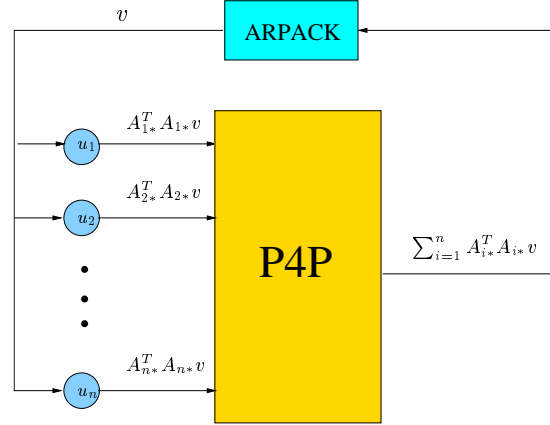 v
ARPACK
A_{1*}^T A_{1*} v
u_1
A_{2*}^T A_{2*} v
u_2
P4P
\sum_{i=1}^{n} A_{i*}^T A_{i*} v
A_{n*}^T A_{n*} v
u_n